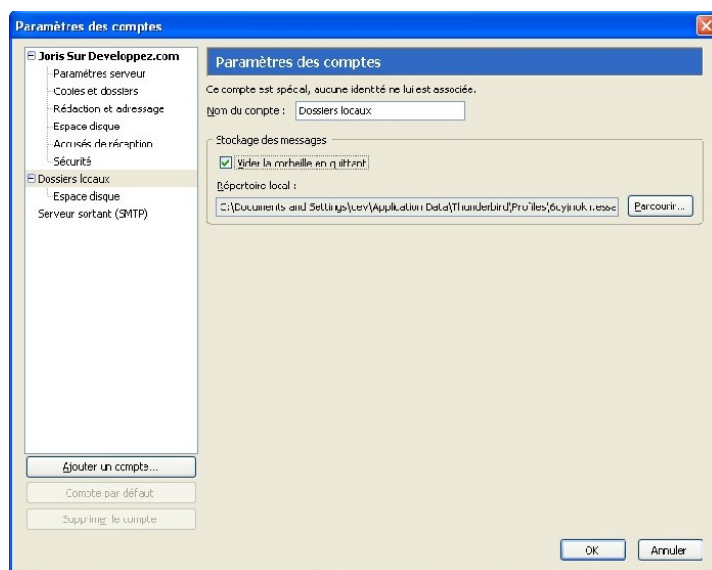 Paramètres des comptes
Joris Sur Developpez.com
Paramètres serveur
Copies et dossiers
Rédaction et adressage
Espace disque
Accusés de réception
Sécurité
Dossiers locaux
Espace disque
Serveur sortant (SMTP)
Ajouter un compte...
Compte par défaut
Supprimer le compte
Paramètres des comptes
Ce compte est spécial, aucune identité ne lui est associée.
Nom du compte : Dossiers locaux
Stockage des messages
Vider la corbeille en quittant
Répertoire local :
C:\Documents and Settings\dev\Application Data\Thunderbird\Profiles\ Parcourir...
OK Annuler